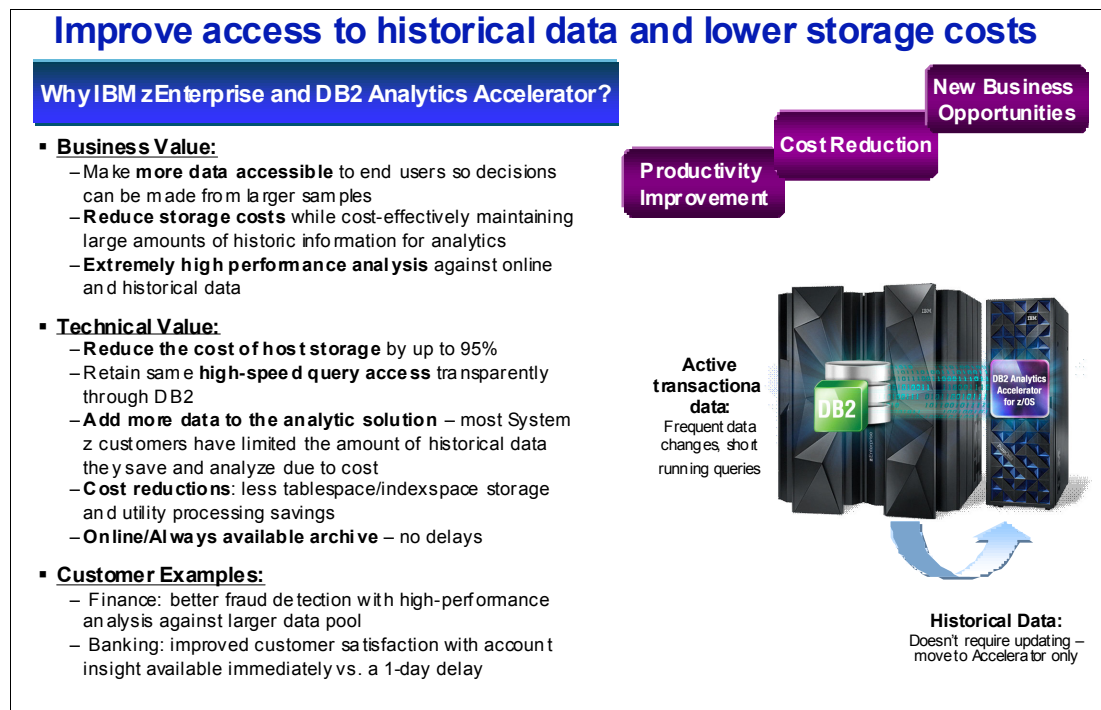 Improve access to historical data and lower storage costs
Why IBM zEnterprise and DB2 Analytics Accelerator?
▪ Business Value:
–Make more data accessible to end users so decisions
can be made from larger samples
–Reduce storage costs while cost-effectively maintaining
large amounts of historic information for analytics
–Extremely high performance analysis against online
and historical data
▪ Technical Value:
–Reduce the cost of host storage by up to 95%
–Retain same high-speed query access transparently
through DB2
–Add more data to the analytic solution – most System
z customers have limited the amount of historical data
they save and analyze due to cost
–Cost reductions: less tablespace/indexspace storage
and utility processing savings
–Online/Always available archive – no delays
▪ Customer Examples:
– Finance: better fraud detection with high-performance
analysis against larger data pool
– Banking: improved customer satisfaction with account
insight available immediately vs. a 1-day delay
New Business
Opportunities
Cost Reduction
Productivity
Improvement
Active
transactiona
data:
Frequent data
changes, short
running queries
IBM
IBM
DB2
DB2 Analytics
Accelerator
for z/OS
Historical Data:
Doesn't require updating –
move to Accelerator only